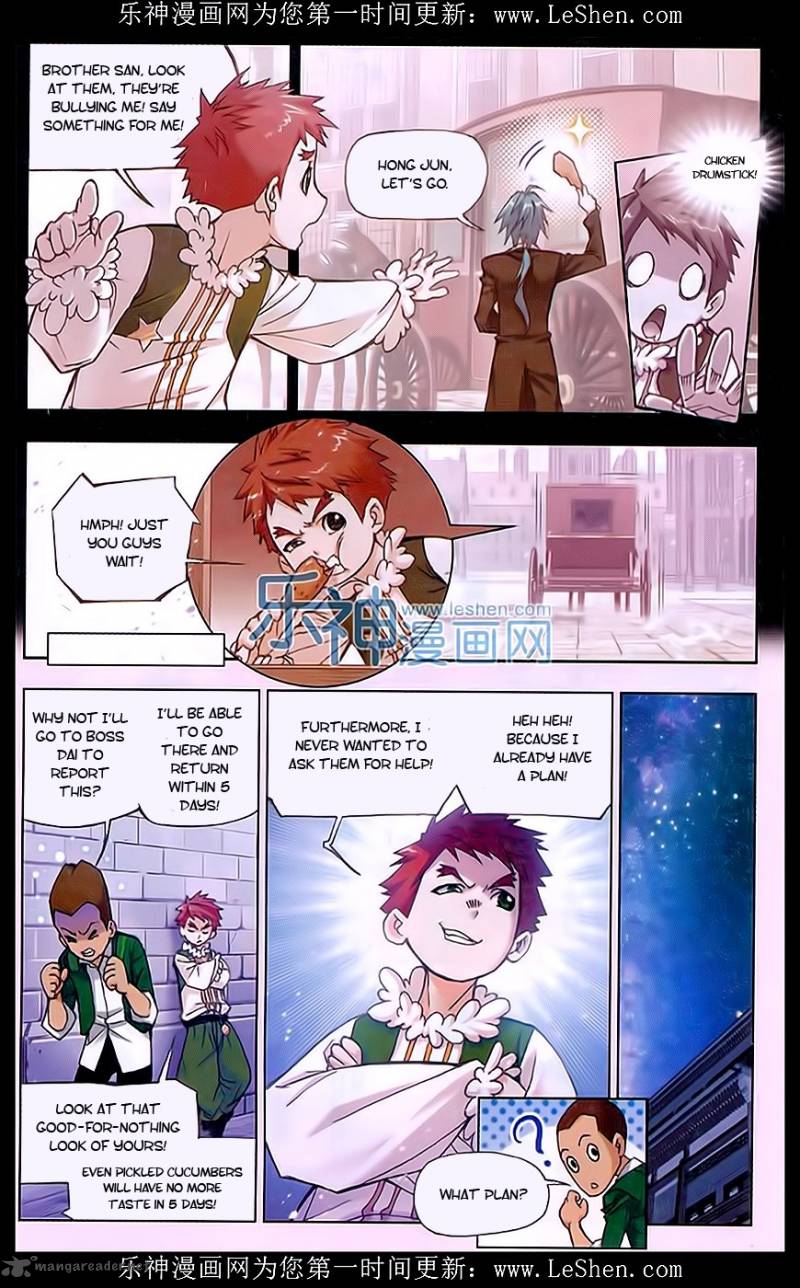 乐神漫画网为您第一时间更新：www.LeShen.com
BROTHER SAN, LOOK
AT THEM, THEY'RE
BULLYING ME! SAY
SOMETHING FOR ME!
HONG JUN,
LET'S GO.
CHICKEN
DRUMSTICK!
HMPH! JUST
YOU GUYS
WAIT!
www.leshen.com
乐神漫画网
WHY NOT I'LL
GO TO BOSS
DAI TO
REPORT
THIS?
I'LL BE ABLE
TO GO
THERE AND
RETURN
WITHIN 5
DAYS!
LOOK AT THAT
GOOD-FOR-NOTHING
LOOK OF YOURS!
EVEN PICKLED CUCUMBERS
WILL HAVE NO MORE
TASTE IN 5 DAYS!
FURTHERMORE, I
NEVER WANTED TO
ASK THEM FOR HELP!
HEH HEH!
BECAUSE I
ALREADY HAVE
A PLAN!
?
WHAT PLAN?
mangareader.net
乐神漫画网为您第一时间更新：www.LeShen.com